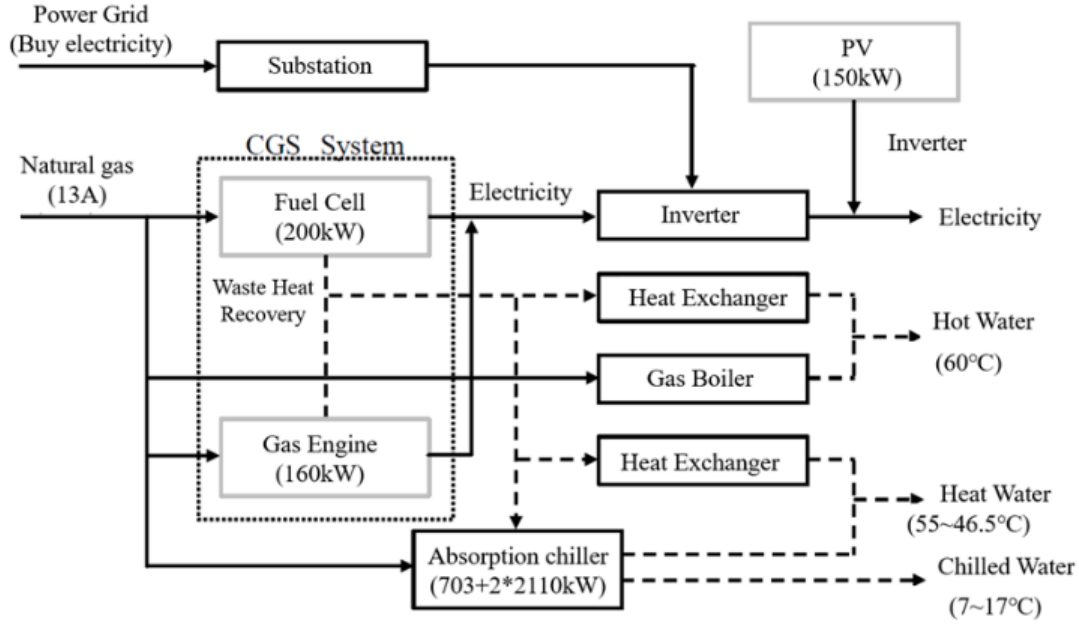 Power Grid
(Buy electricity)
Substation
PV
(150kW)
Inverter
CGS System
Natural gas
(13A)
Fuel Cell
(200kW)
Electricity
Inverter
Electricity
Waste Heat
Recovery
Heat Exchanger
Hot Water
(60℃)
Gas Boiler
Gas Engine
(160kW)
Heat Exchanger
Heat Water
(55~46.5℃)
Absorption chiller
(703+2*2110kW)
Chilled Water
(7~17℃)